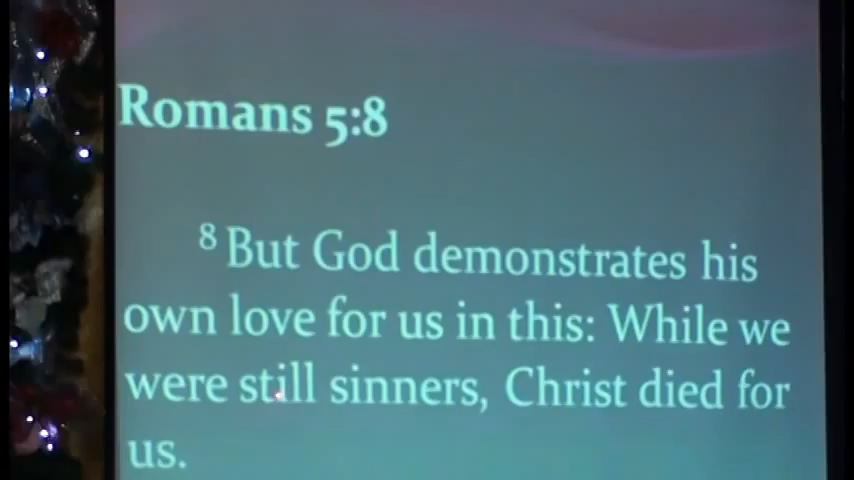 Romans 5:8
8 But God demonstrates his
own love for us in this: While we
were still sinners, Christ died for
us.